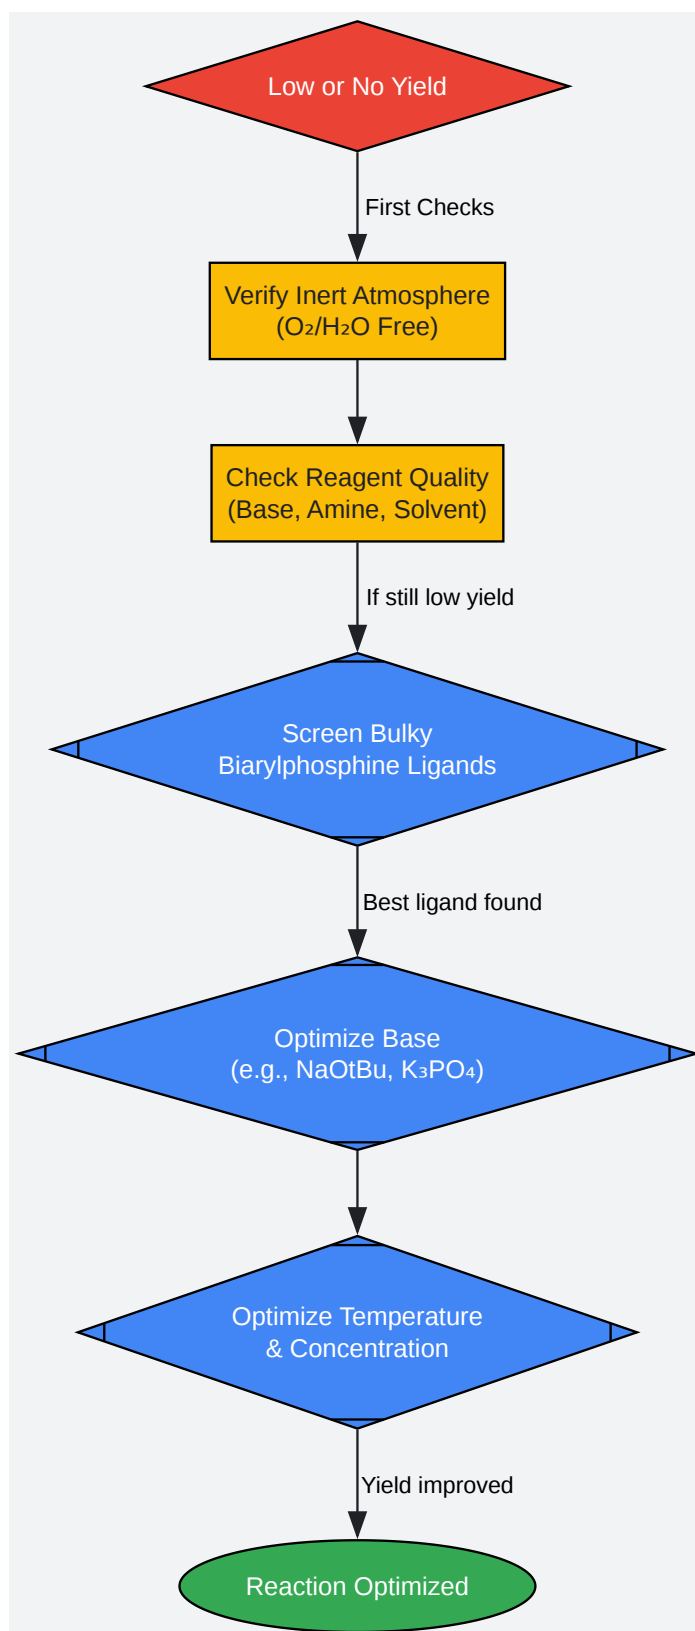 Low or No Yield
First Checks
Verify Inert Atmosphere
(O₂/H₂O Free)
Check Reagent Quality
(Base, Amine, Solvent)
If still low yield
Screen Bulky
Biarylphosphine Ligands
Best ligand found
Optimize Base
(e.g., NaOtBu, K₃PO₄)
Optimize Temperature
& Concentration
Yield improved
Reaction Optimized